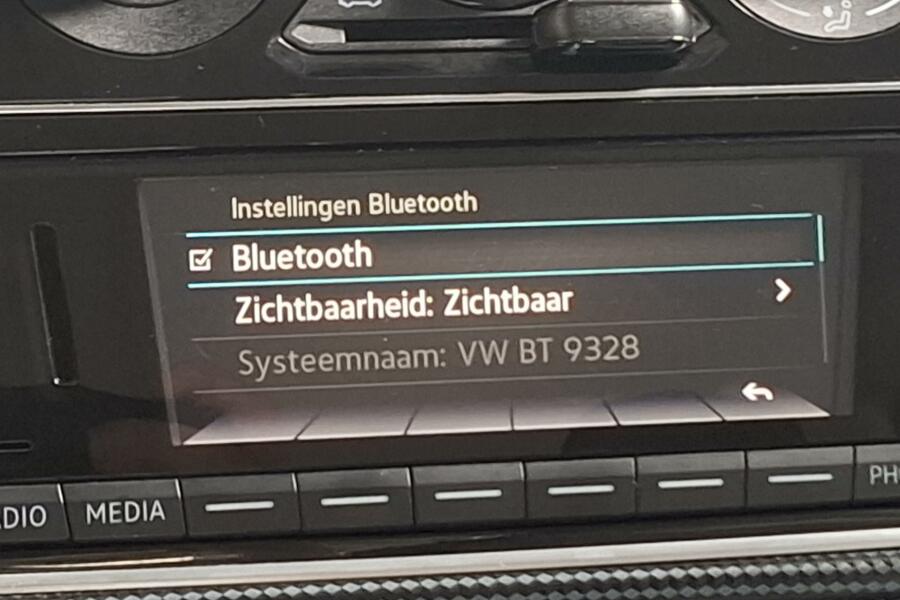 Instellingen Bluetooth
Bluetooth
Zichtbaarheid: Zichtbaar
Systeemnaam: VW BT 9328
MEDIA